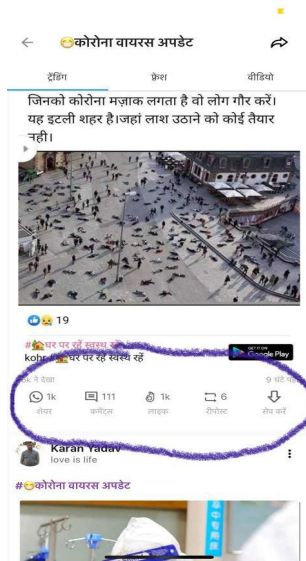 कोरोना वायरस अपडेट
ट्रेंडिंग फ्रेश वीडियो
जिनको कोरोना मज़ाक लगता है वो लोग गौर करें।
यह इटली शहर है।जहां लाश उठाने को कोई तैयार
नही।
19
#🏠घर पर रहें स्वस्थ रहें
kohr #🏠घर पर रहें स्वस्थ रहें
GET IT ON
Google Play
ने देखा 9 घंटे
1k 111 1k 6
शेयर कमेंट्स लाइक रीपोस्ट सेव करें
Karan Yadav
love is life
#😷कोरोना वायरस अपडेट